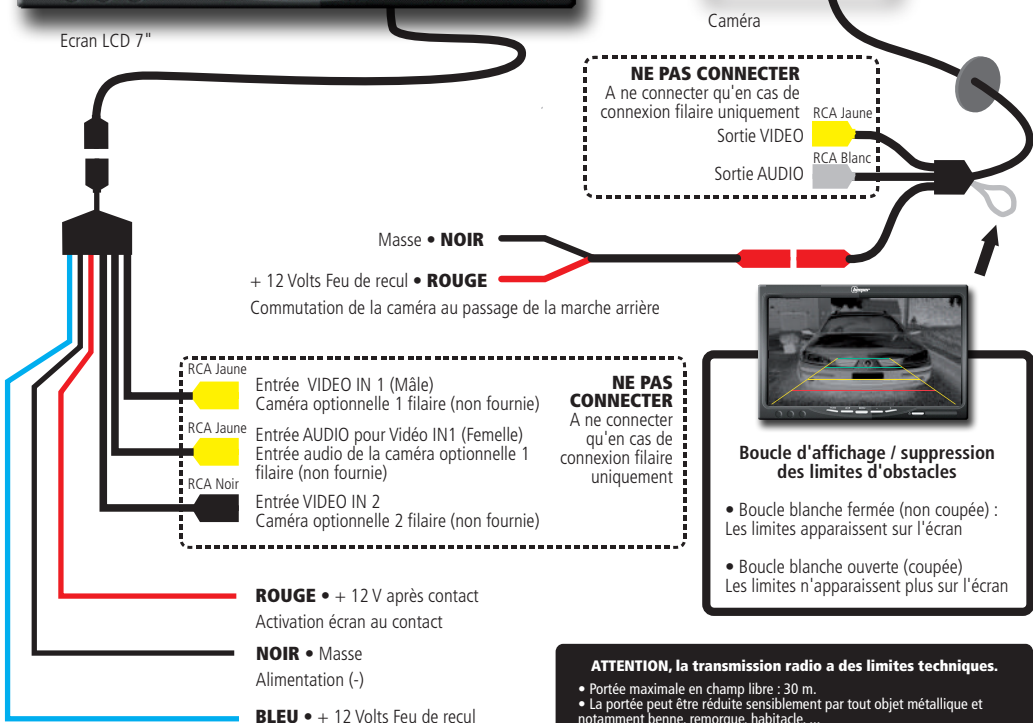 Ecran LCD 7"
Caméra
NE PAS CONNECTER
A ne connecter qu'en cas de
connexion filaire uniquement
RCA Jaune
Sortie VIDEO
RCA Blanc
Sortie AUDIO
Masse • NOIR
+ 12 Volts Feu de recul • ROUGE
Commutation de la caméra au passage de la marche arrière
RCA Jaune
Entrée VIDEO IN 1 (Mâle)
Caméra optionnelle 1 filaire (non fournie)
RCA Jaune
Entrée AUDIO pour Vidéo IN1 (Femelle)
Entrée audio de la caméra optionnelle 1
filaire (non fournie)
RCA Noir
Entrée VIDEO IN 2
Caméra optionnelle 2 filaire (non fournie)
NE PAS
CONNECTER
A ne connecter
qu'en cas de
connexion filaire
uniquement
Beeper
Boucle d'affichage / suppression
des limites d'obstacles
• Boucle blanche fermée (non coupée) :
Les limites apparaissent sur l'écran
• Boucle blanche ouverte (coupée)
Les limites n'apparaissent plus sur l'écran
ROUGE • + 12 V après contact
Activation écran au contact
NOIR • Masse
Alimentation (-)
BLEU • + 12 Volts Feu de recul
ATTENTION, la transmission radio a des limites techniques.
• Portée maximale en champ libre : 30 m.
• La portée peut être réduite sensiblement par tout objet métallique et
notamment benne, remorque, habitacle, ...